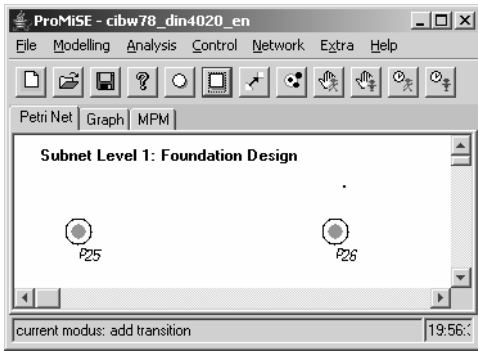 ProMiSE - cibw78_din4020_en
File Modelling Analysis Control Network Extra Help
Petri Net Graph MPM
Subnet Level 1: Foundation Design
P25 P26
current modus: add transition 19:56: